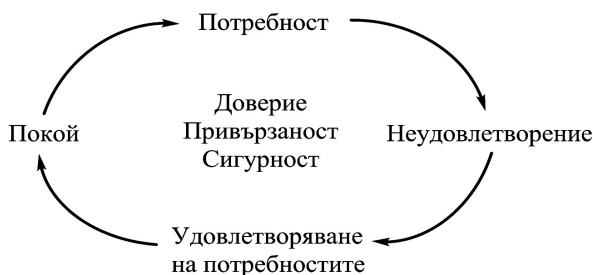 Потребност
Доверие
Привързаност
Сигурност
Покой
Неудовлетворение
Удовлетворяване
на потребностите